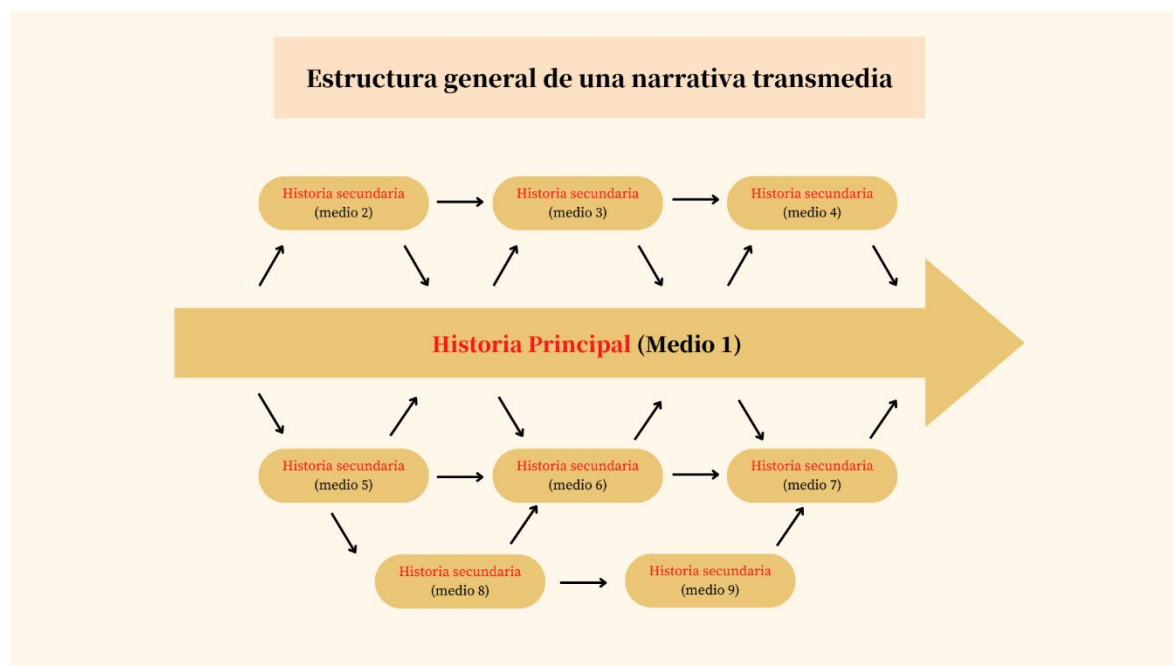 Estructura general de una narrativa transmedia
Historia secundaria
(medio 2)
Historia secundaria
(medio 3)
Historia secundaria
(medio 4)
Historia Principal (Medio 1)
Historia secundaria
(medio 5)
Historia secundaria
(medio 6)
Historia secundaria
(medio 7)
Historia secundaria
(medio 8)
Historia secundaria
(medio 9)